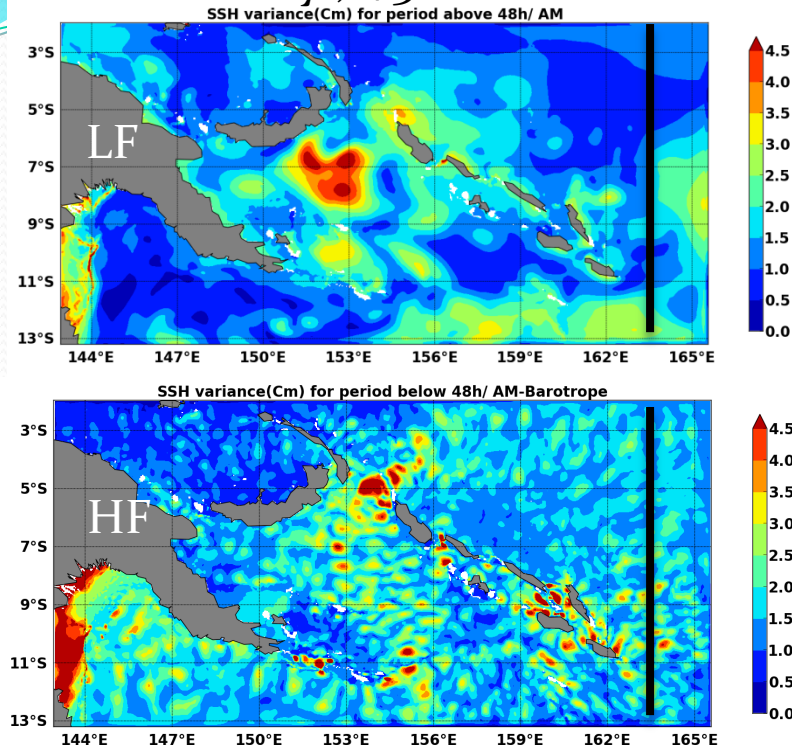 SSH variance(Cm) for period above 48h/ AM
3°S
5°S
7°S
9°S
11°S
13°S
LF
144°E 147°E 150°E 153°E 156°E 159°E 162°E 165°E
4.5
4.0
3.5
3.0
2.5
2.0
1.5
1.0
0.5
0.0
SSH variance(Cm) for period below 48h/ AM-Barotrope
3°S
5°S
7°S
9°S
11°S
13°S
HF
144°E 147°E 150°E 153°E 156°E 159°E 162°E 165°E
4.5
4.0
3.5
3.0
2.5
2.0
1.5
1.0
0.5
0.0